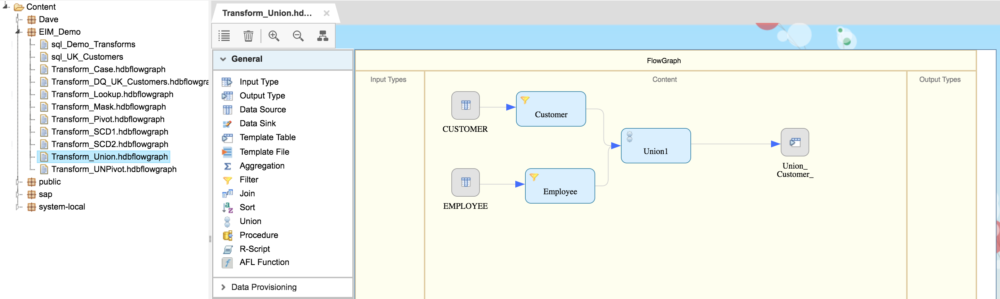 Content
Dave
EIM_Demo
sql_Demo_Transforms
sql_UK_Customers
Transform_Case.hdbflowgraph
Transform_DQ_UK_Customers.hdbflowgra
Transform_Lookup.hdbflowgraph
Transform_Mask.hdbflowgraph
Transform_Pivot.hdbflowgraph
Transform_SCD1.hdbflowgraph
Transform_SCD2.hdbflowgraph
Transform_Union.hdbflowgraph
Transform_UNPivot.hdbflowgraph
public
sap
system-local
Transform_Union.hd...
General
Input Type
Output Type
Data Source
Data Sink
Template Table
Template File
Aggregation
Filter
Join
Sort
Union
Procedure
R-Script
AFL Function
Data Provisioning
FlowGraph
Input Types
Content
Output Types
Customer
CUSTOMER
Union1
Union_
Customer_
Employee
EMPLOYEE